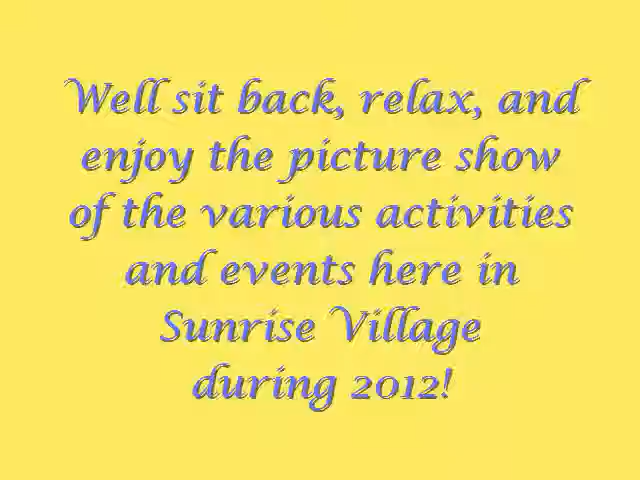 Well sit back, relax, and
enjoy the picture show
of the various activities
and events here in
Sunrise Village
during 2012!